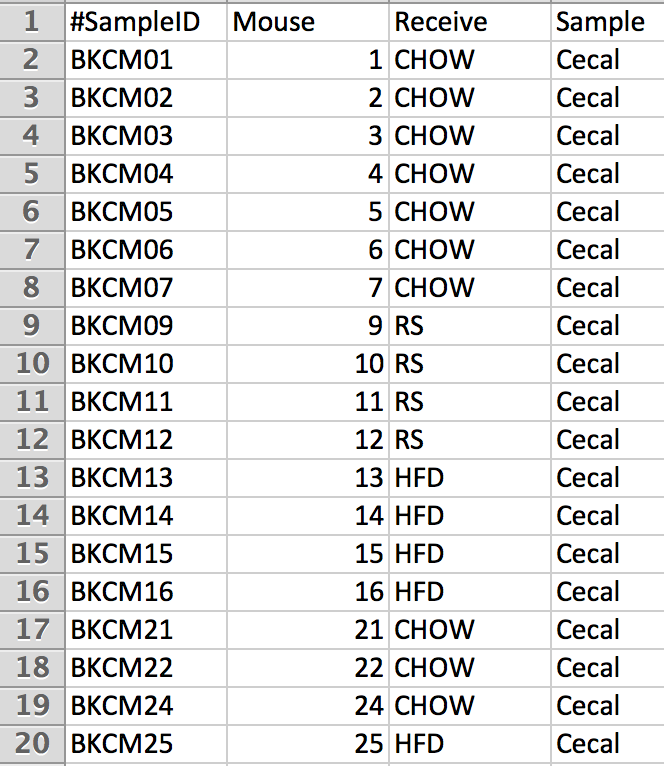 1 #SampleID Mouse Receive Sample
2 BKCM01 1 CHOW Cecal
3 BKCM02 2 CHOW Cecal
4 BKCM03 3 CHOW Cecal
5 BKCM04 4 CHOW Cecal
6 BKCM05 5 CHOW Cecal
7 BKCM06 6 CHOW Cecal
8 BKCM07 7 CHOW Cecal
9 BKCM09 9 RS Cecal
10 BKCM10 10 RS Cecal
11 BKCM11 11 RS Cecal
12 BKCM12 12 RS Cecal
13 BKCM13 13 HFD Cecal
14 BKCM14 14 HFD Cecal
15 BKCM15 15 HFD Cecal
16 BKCM16 16 HFD Cecal
17 BKCM21 21 CHOW Cecal
18 BKCM22 22 CHOW Cecal
19 BKCM24 24 CHOW Cecal
20 BKCM25 25 HFD Cecal